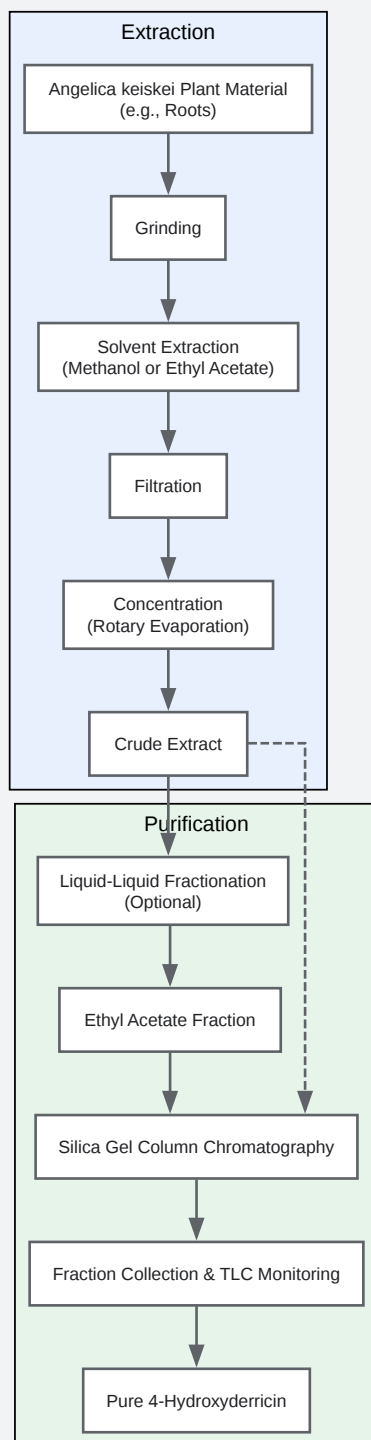 Extraction
Angelica keiskei Plant Material
(e.g., Roots)
Grinding
Solvent Extraction
(Methanol or Ethyl Acetate)
Filtration
Concentration
(Rotary Evaporation)
Crude Extract
Purification
Liquid-Liquid Fractionation
(Optional)
Ethyl Acetate Fraction
Silica Gel Column Chromatography
Fraction Collection & TLC Monitoring
Pure 4-Hydroxyderricin